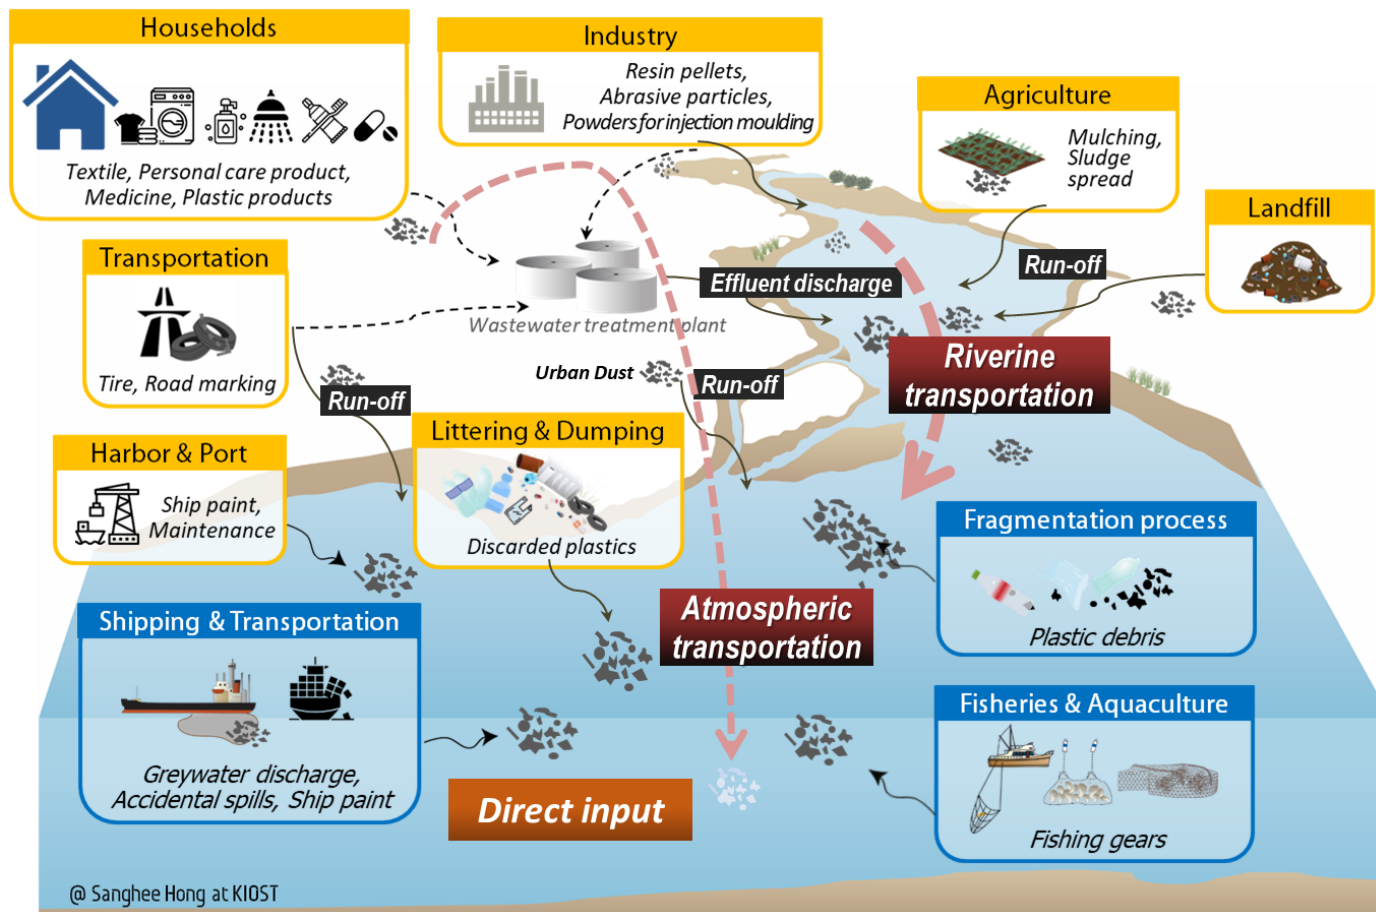 Households
Textile, Personal care product,
Medicine, Plastic products
Industry
Resin pellets,
Abrasive particles,
Powders for injection moulding
Agriculture
Mulching,
Sludge
spread
Landfill
Run-off
Transportation
Tire, Road marking
Run-off
Wastewater treatment plant
Effluent discharge
Urban Dust
Run-off
Riverine
transportation
Harbor & Port
Ship paint,
Maintenance
Littering & Dumping
Discarded plastics
Fragmentation process
Plastic debris
Atmospheric
transportation
Shipping & Transportation
Greywater discharge,
Accidental spills, Ship paint
Direct input
Fisheries & Aquaculture
Fishing gears
@ Sanghee Hong at KIOST